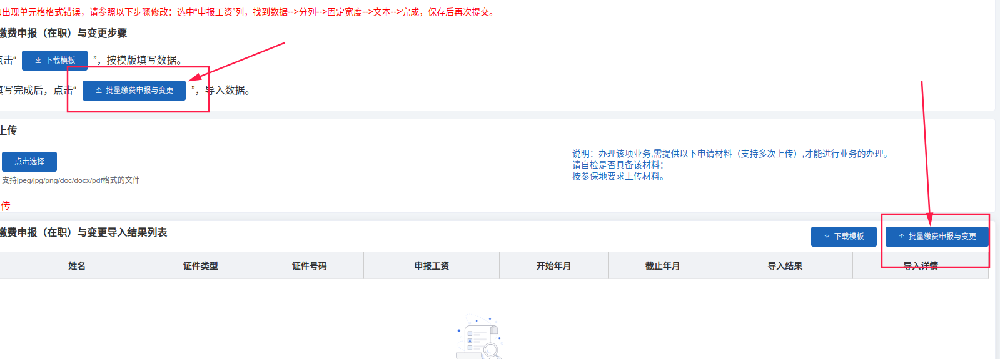 出现单元格格式错误，请参照以下步骤修改：选中“申报工资”列，找到数据-->分列-->固定宽度-->文本-->完成，保存后再次提交。
缴费申报（在职）与变更步骤
点击“ 下载模板 ”，按模版填写数据。
填写完成后，点击“ 批量缴费申报与变更 ”，导入数据。
上传
点击选择
支持jpeg/jpg/png/doc/docx/pdf格式的文件
说明：办理该项业务,需提供以下申请材料（支持多次上传）,才能进行业务的办理。
请自检是否具备该材料：
按参保地要求上传材料。
传
缴费申报（在职）与变更导入结果列表 下载模板 批量缴费申报与变更
姓名 证件类型 证件号码 申报工资 开始年月 截止年月 导入结果 导入详情